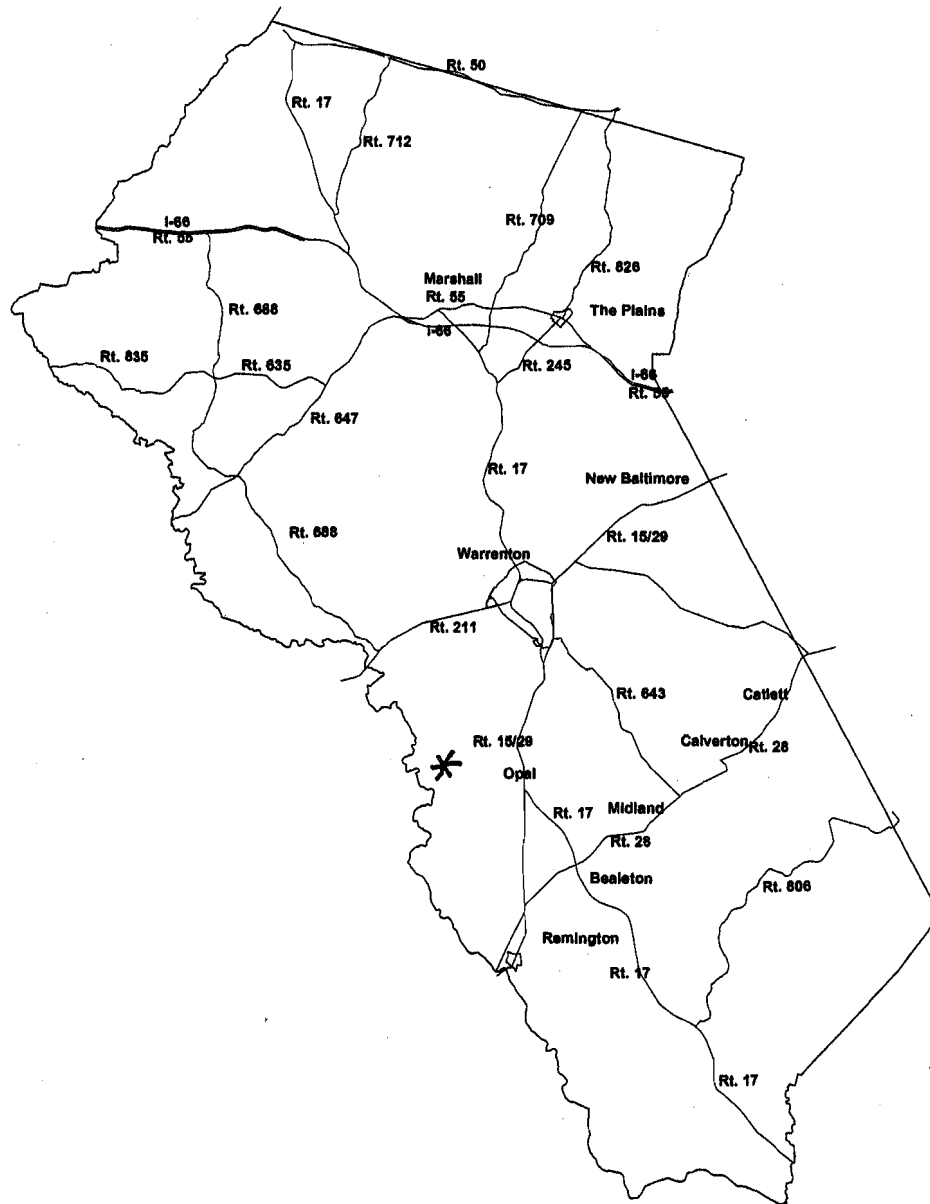 Rt. 50
Rt. 17
Rt. 712
I-66
Rt. 55
Rt. 709
Rt. 626
Marshall
Rt. 55
The Plains
Rt. 688
I-66
Rt. 635
Rt. 635
Rt. 245
I-66
Rt. 55
Rt. 647
Rt. 17
New Baltimore
Rt. 688
Rt. 15/29
Warrenton
Rt. 211
Rt. 643
Catlett
Rt. 15/29
Calverton
Rt. 28
Opal
Rt. 17
Midland
Rt. 28
Bealeton
Rt. 806
Remington
Rt. 17
Rt. 17